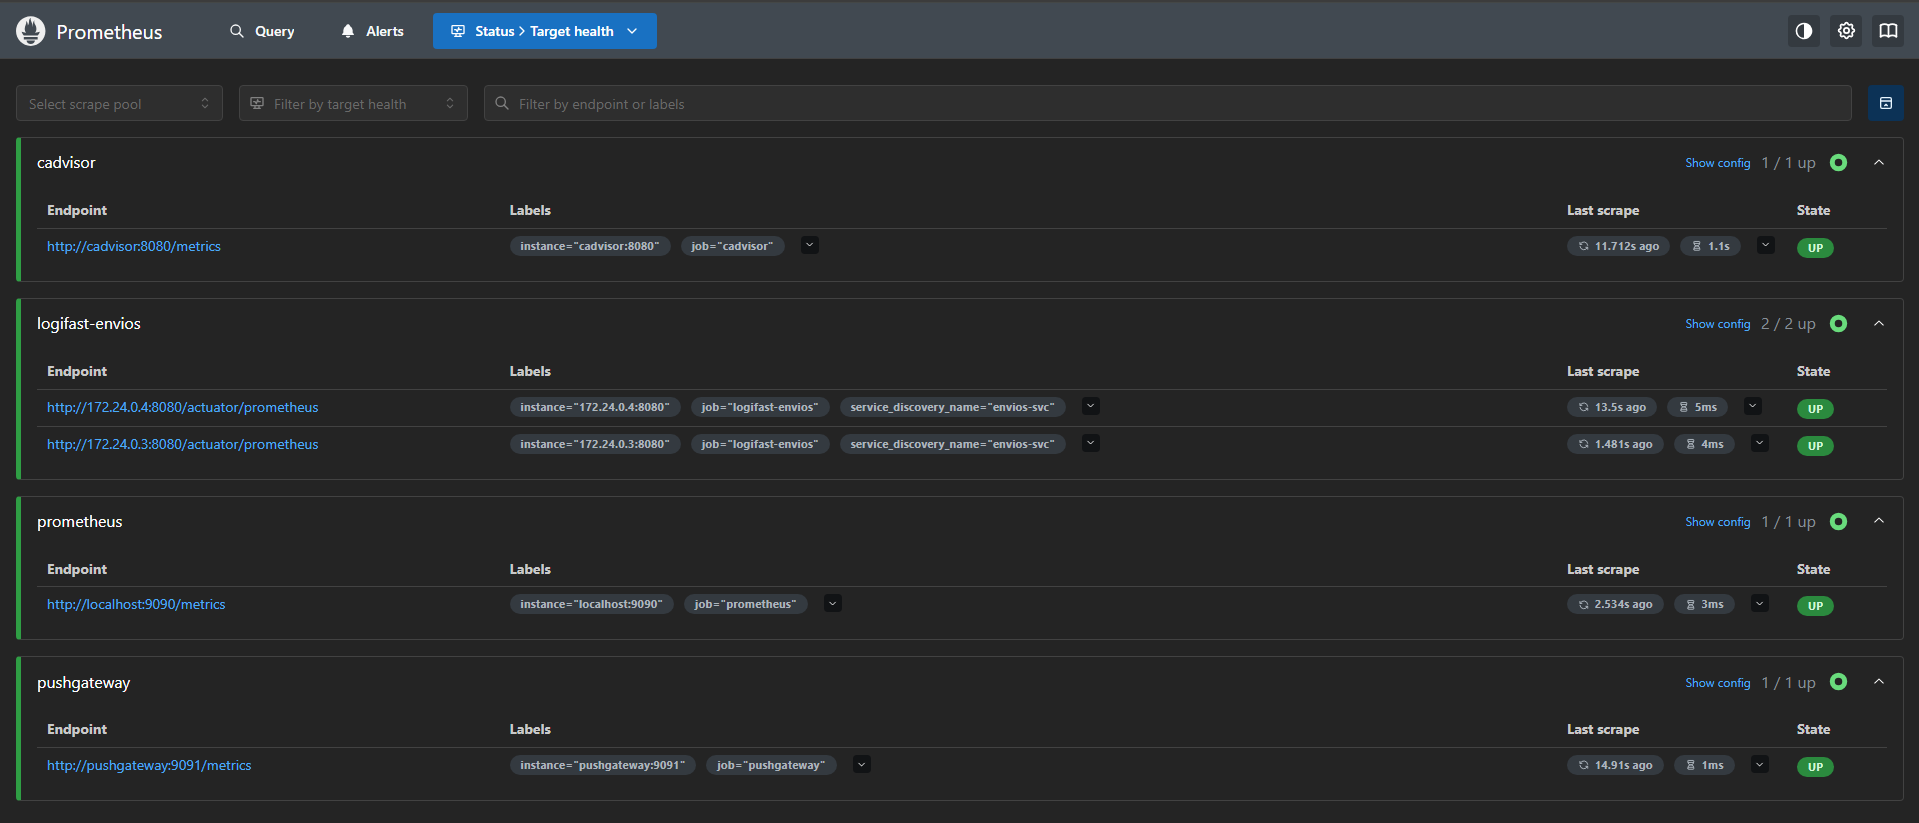 Prometheus Query Alerts Status > Target health
Select scrape pool Filter by target health Filter by endpoint or labels
cadvisor Show config 1 / 1 up
Endpoint Labels Last scrape State
http://cadvisor:8080/metrics instance="cadvisor:8080" job="cadvisor" 11.712s ago 1.1s UP
logifast-envios Show config 2 / 2 up
Endpoint Labels Last scrape State
http://172.24.0.4:8080/actuator/prometheus instance="172.24.0.4:8080" job="logifast-envios" service_discovery_name="envios-svc" 13.5s ago 5ms UP
http://172.24.0.3:8080/actuator/prometheus instance="172.24.0.3:8080" job="logifast-envios" service_discovery_name="envios-svc" 1.481s ago 4ms UP
prometheus Show config 1 / 1 up
Endpoint Labels Last scrape State
http://localhost:9090/metrics instance="localhost:9090" job="prometheus" 2.534s ago 3ms UP
pushgateway Show config 1 / 1 up
Endpoint Labels Last scrape State
http://pushgateway:9091/metrics instance="pushgateway:9091" job="pushgateway" 14.91s ago 1ms UP